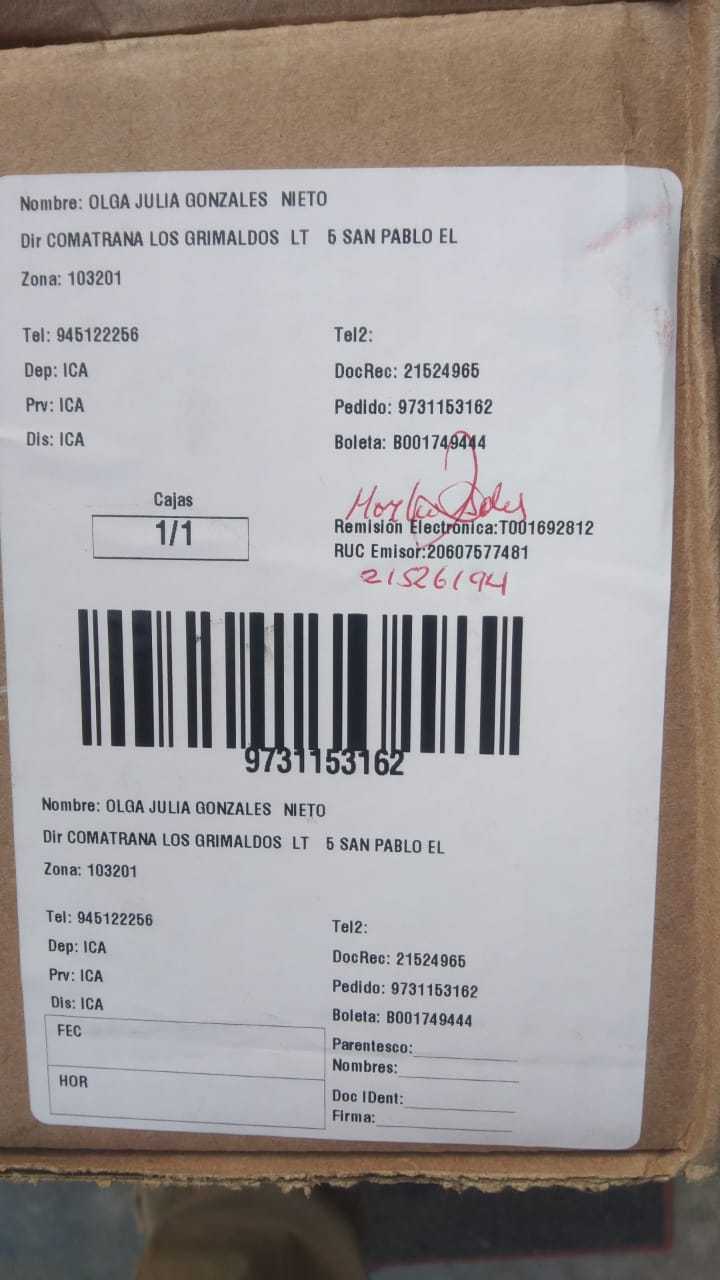 Nombre: OLGA JULIA GONZALES NIETO
Dir COMATRANA LOS GRIMALDOS LT 5 SAN PABLO EL
Zona: 103201
Tel: 945122256 Tel2:
Dep: ICA DocRec: 21524965
Prv: ICA Pedido: 9731153162
Dis: ICA Boleta: B001749444
Cajas
1/1
Remisión Electrónica:T001692812
RUC Emisor:20607577481
21526194
9731153162
Nombre: OLGA JULIA GONZALES NIETO
Dir COMATRANA LOS GRIMALDOS LT 5 SAN PABLO EL
Zona: 103201
Tel: 945122256 Tel2:
Dep: ICA DocRec: 21524965
Prv: ICA Pedido: 9731153162
Dis: ICA Boleta: B001749444
FEC Parentesco:
Nombres:
HOR Doc IDent:
Firma: